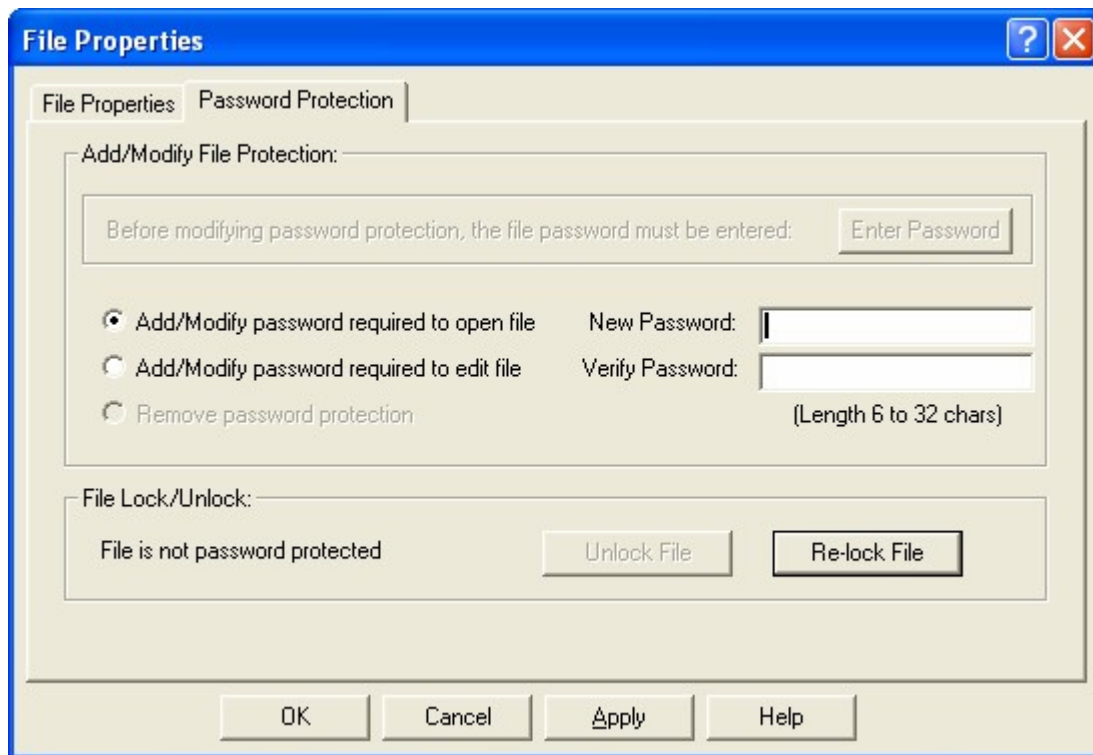 File Properties
File Properties Password Protection
Add/Modify File Protection:
Before modifying password protection, the file password must be entered: Enter Password
Add/Modify password required to open file New Password:
Add/Modify password required to edit file Verify Password:
Remove password protection (Length 6 to 32 chars)
File Lock/Unlock:
File is not password protected Unlock File Re-lock File
OK Cancel Apply Help